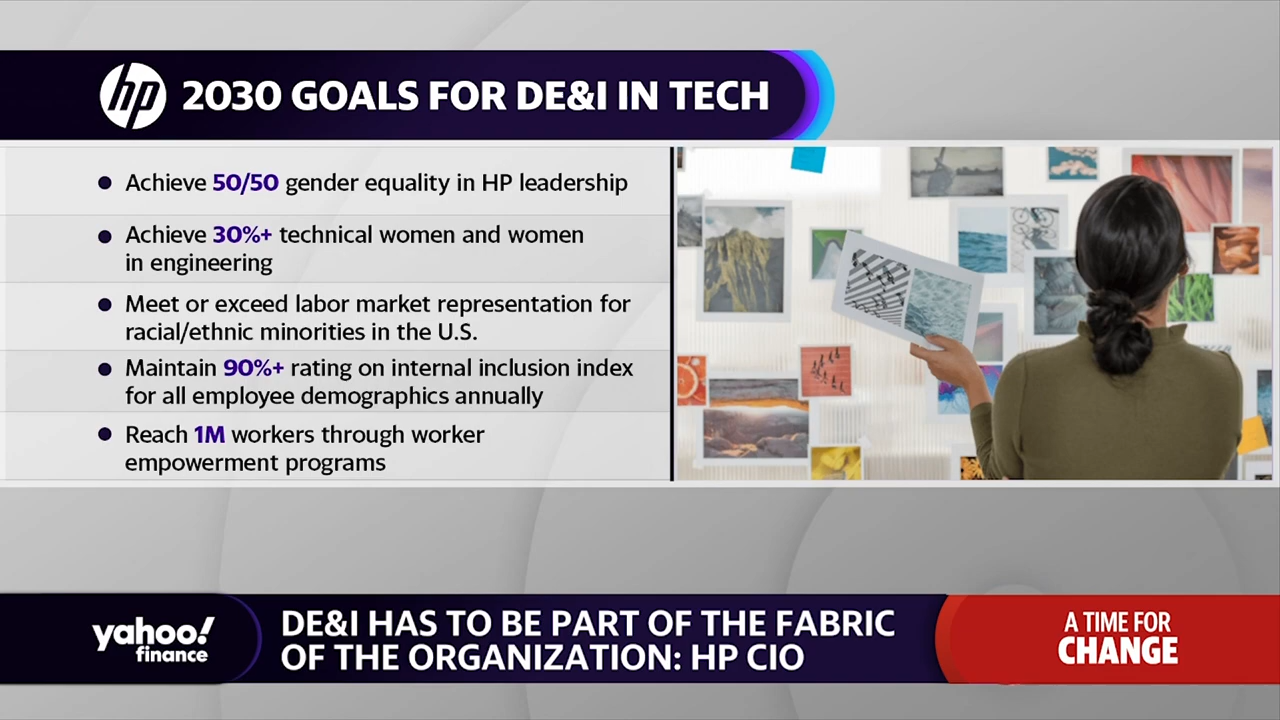 hp 2030 GOALS FOR DE&I IN TECH
Achieve 50/50 gender equality in HP leadership
Achieve 30%+ technical women and women
in engineering
Meet or exceed labor market representation for
racial/ethnic minorities in the U.S.
Maintain 90%+ rating on internal inclusion index
for all employee demographics annually
Reach 1M workers through worker
empowerment programs
yahoo!
finance
DE&I HAS TO BE PART OF THE FABRIC
OF THE ORGANIZATION: HP CIO
A TIME FOR
CHANGE